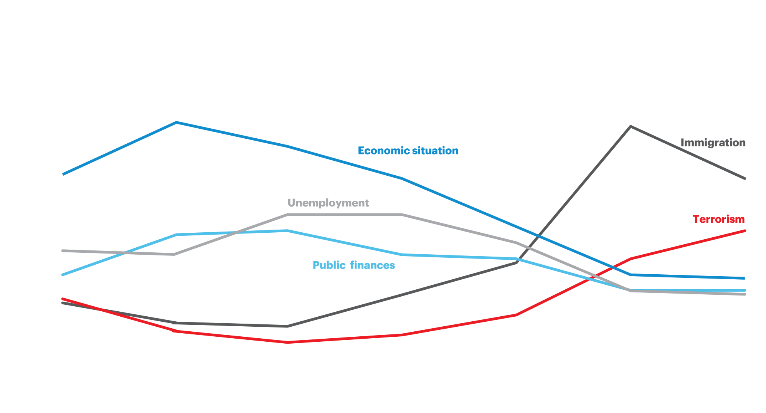 Immigration
Economic situation
Unemployment
Terrorism
Public finances